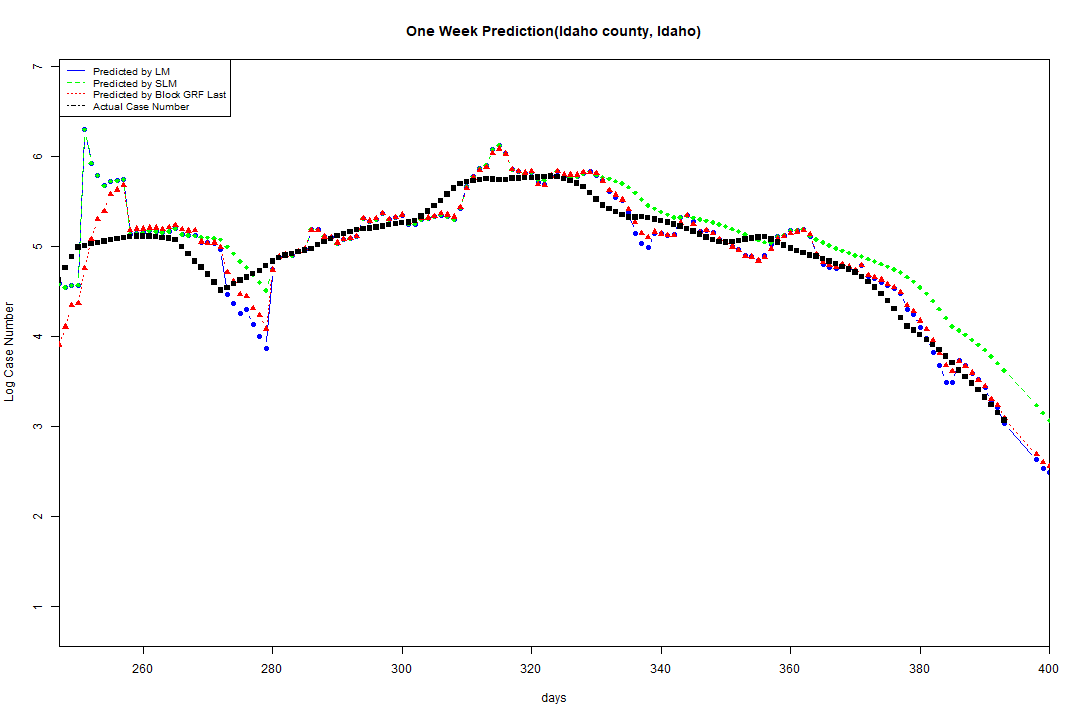 One Week Prediction(Idaho county, Idaho)
Predicted by LM
Predicted by SLM
Predicted by Block GRF Last
Actual Case Number
Log Case Number
7
6
5
4
3
2
1
260 280 300 320 340 360 380 400
days